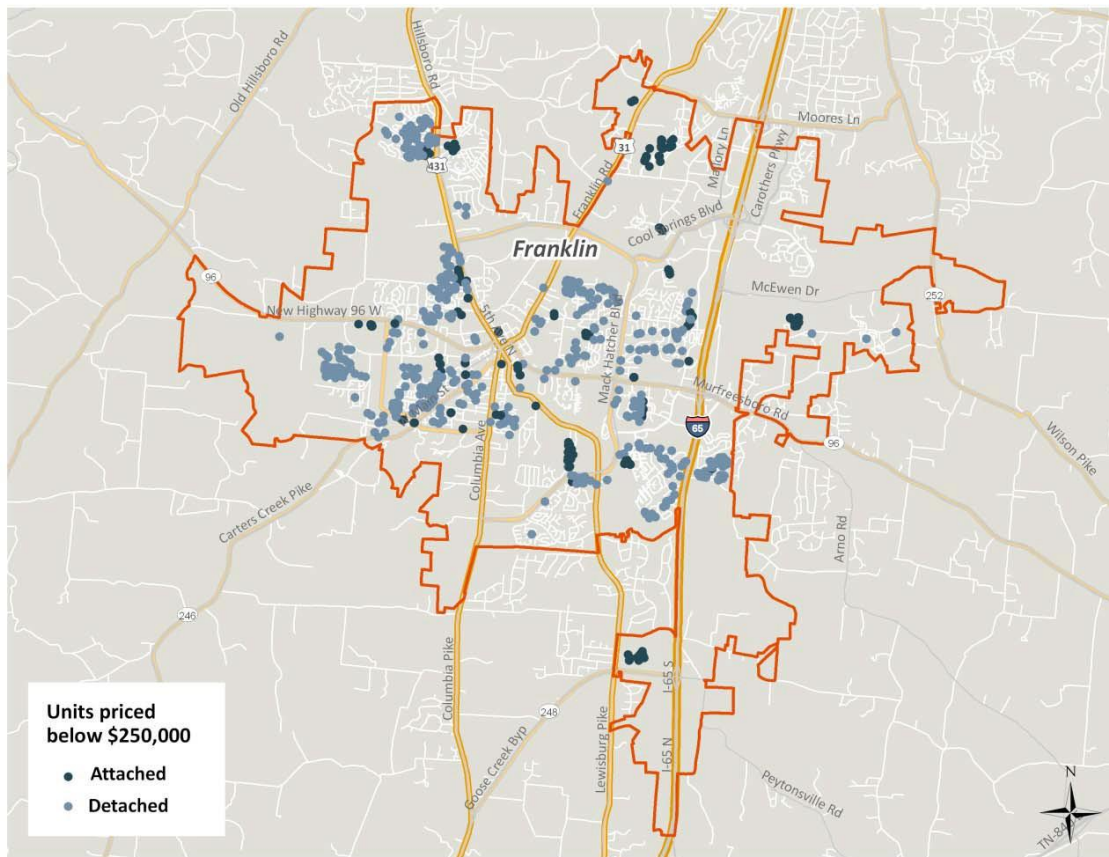 Hillsboro Rd
Old Hillsboro Rd
Moores Ln
Mallory Ln
Carothers Pkwy
31
431
Franklin Rd
Cool Springs Blvd
Franklin
96
McEwen Dr
252
New Highway 96 W
5th Ave N
Mack Hatcher Blvd
Main St
Murfreesboro Rd
65
96
Wilson Pike
Columbia Ave
Carters Creek Pike
Arno Rd
246
Columbia Pike
I-65 S
248
Lewisburg Pike
I-65 N
Goose Creek Byp
Peytonsville Rd
Units priced
below $250,000
Attached
Detached
N